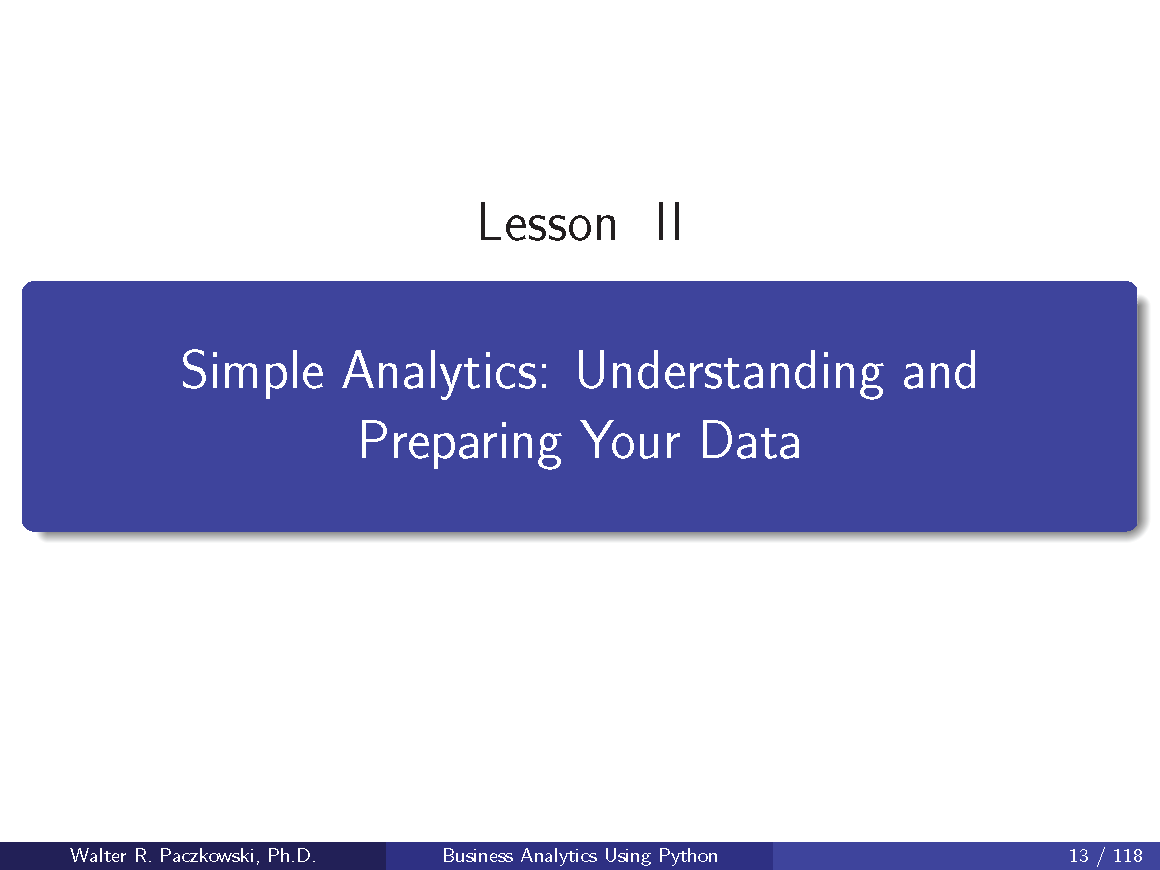 Lesson II
Simple Analytics: Understanding and
Preparing Your Data
Walter R. Paczkowski, Ph.D.
Business Analytics Using Python
13 / 118